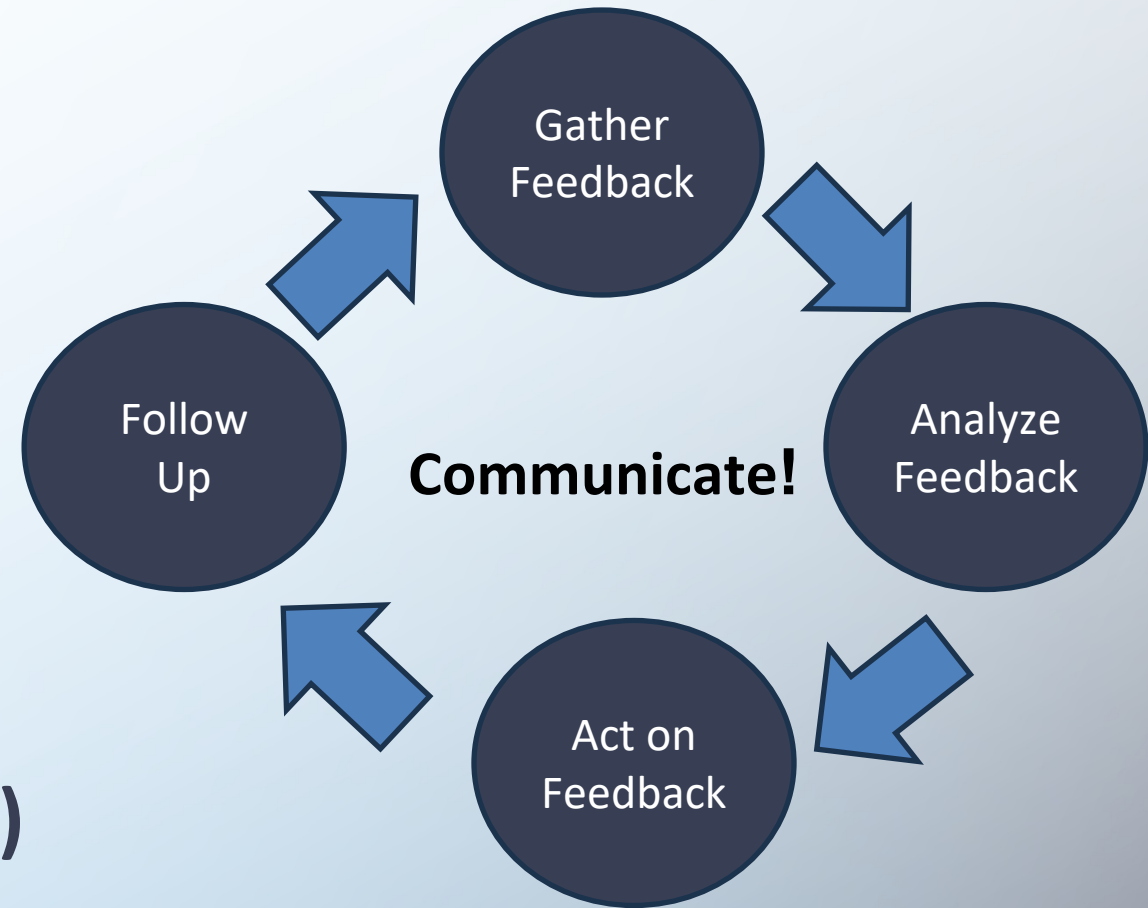 Gather
Feedback
Analyze
Feedback
Act on
Feedback
Follow
Up
Communicate!
)